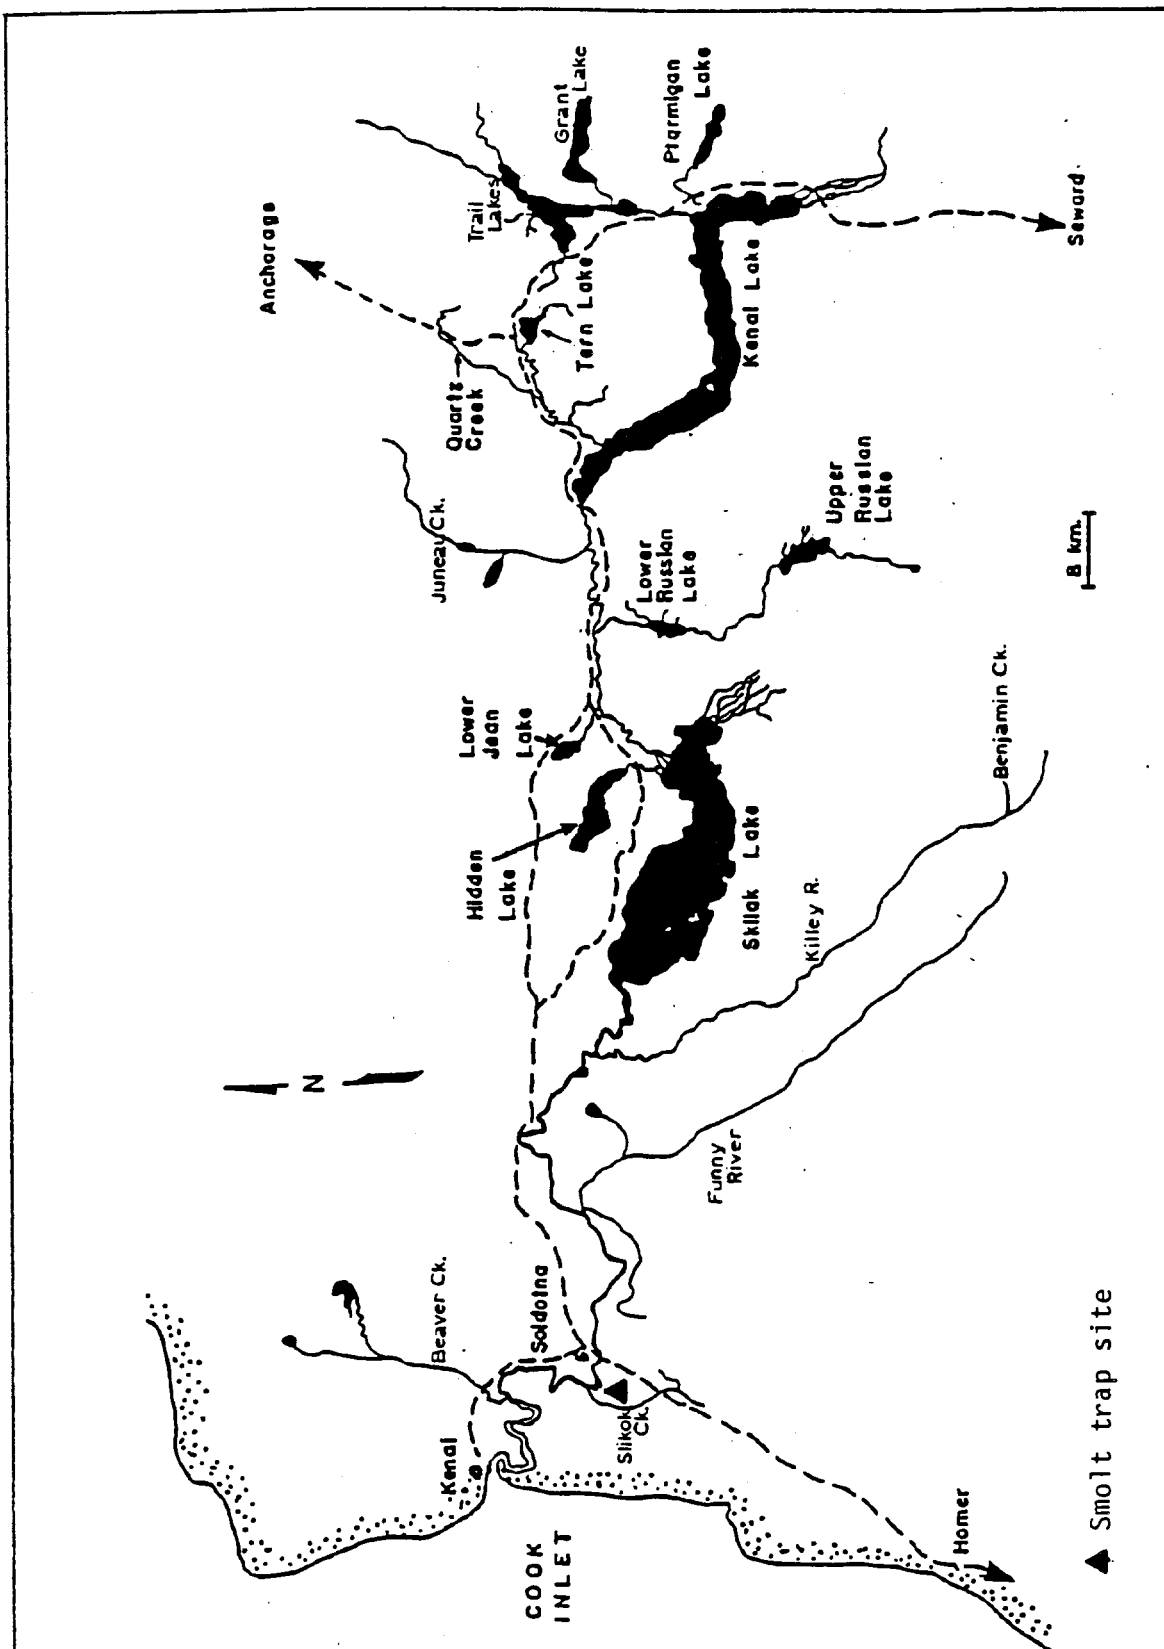 Anchorage
Trail
Lakes
Grant
Lake
Ptarmigan
Lake
Quartz
Creek
Tern Lake
Kenai Lake
Seward
Juneau Ck.
Lower
Russian
Lake
Upper
Russian
Lake
8 km.
Lower
Jean
Lake
Hidden
Lake
Skilak Lake
Killey R.
Benjamin Ck.
N
Funny
River
Beaver Ck.
Soldotna
Slikok
Ck.
Kenai
COOK
INLET
Homer
▲ Smolt trap site